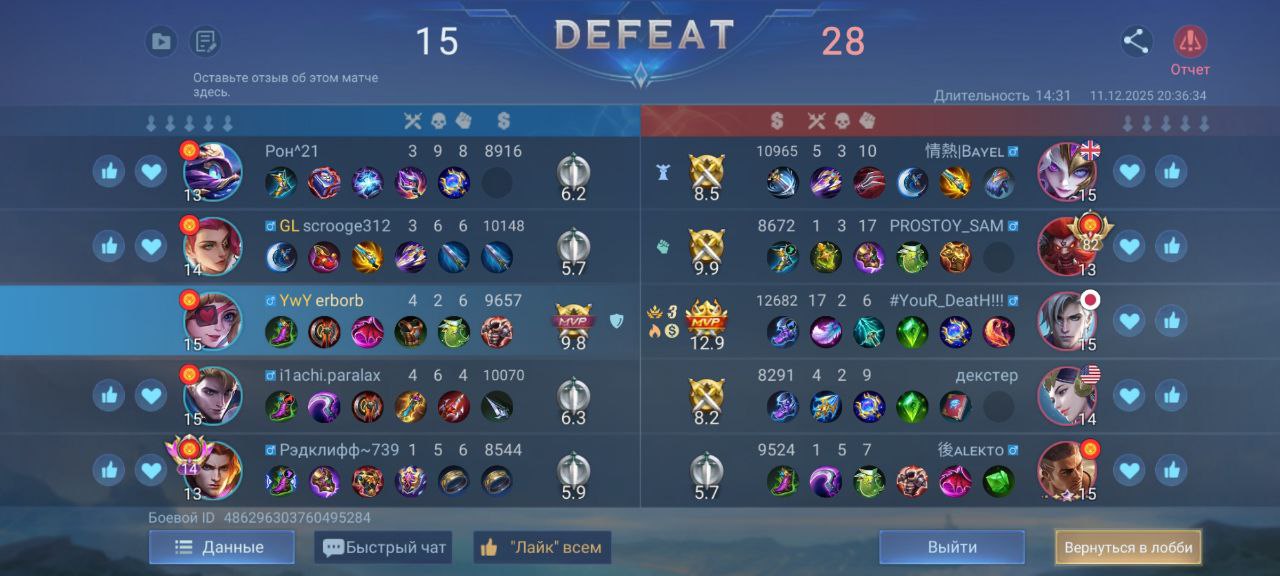 15 DEFEAT 28
Оставьте отзыв об этом матче
здесь.
Отчет
Длительность 14:31 11.12.2025 20:36:34
Рон^21 3 9 8 8916
13 6.2
10965 5 3 10 情熱|BAYEL
8.5 15
GL scrooge312 3 6 6 10148
14 5.7
8672 1 3 17 PROSTOY_SAM
9.9 82 13
YwY erborb 4 2 6 9657
15 MVP 9.8
12682 17 2 6 #YouR_DeatH!!!
3 MVP 12.9 15
i1achi.paralax 4 6 4 10070
15 6.3
8291 4 2 9 декстер
8.2 14
Рэдклифф~739 1 5 6 8544
14 13 5.9
9524 1 5 7 後ALEKTO
5.7 15
Боевой ID 486296303760495284
Данные Быстрый чат "Лайк" всем Выйти Вернуться в лобби